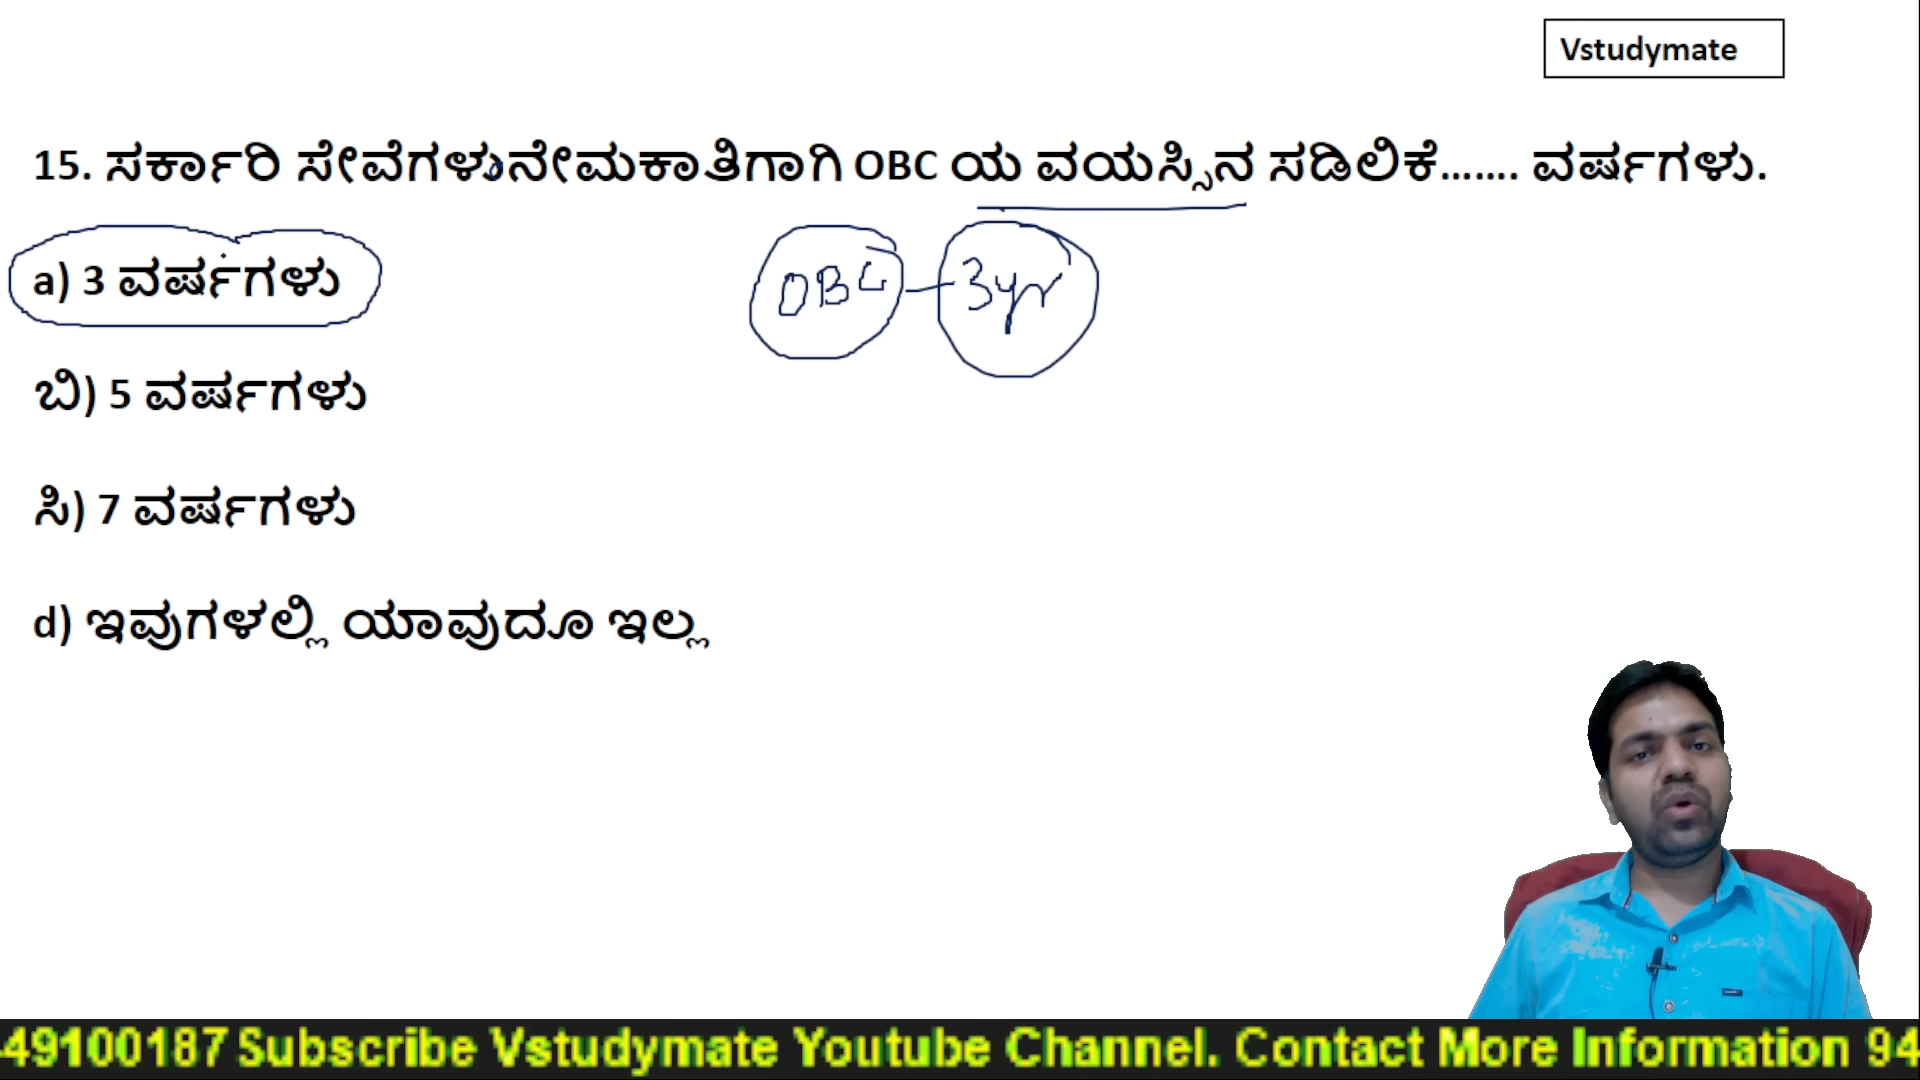 Vstudymate
15. ಸರ್ಕಾರಿ ಸೇವೆಗಳುನೇಮಕಾತಿಗಾಗಿ OBC ಯ ವಯಸ್ಸಿನ ಸಡಿಲಿಕೆ....... ವರ್ಷಗಳು.
a) 3 ವರ್ಷಗಳು
OBC - 3yr
ಬಿ) 5 ವರ್ಷಗಳು
ಸಿ) 7 ವರ್ಷಗಳು
d) ಇವುಗಳಲ್ಲಿ ಯಾವುದೂ ಇಲ್ಲ
49100187 Subscribe Vstudymate Youtube Channel. Contact More Information 94